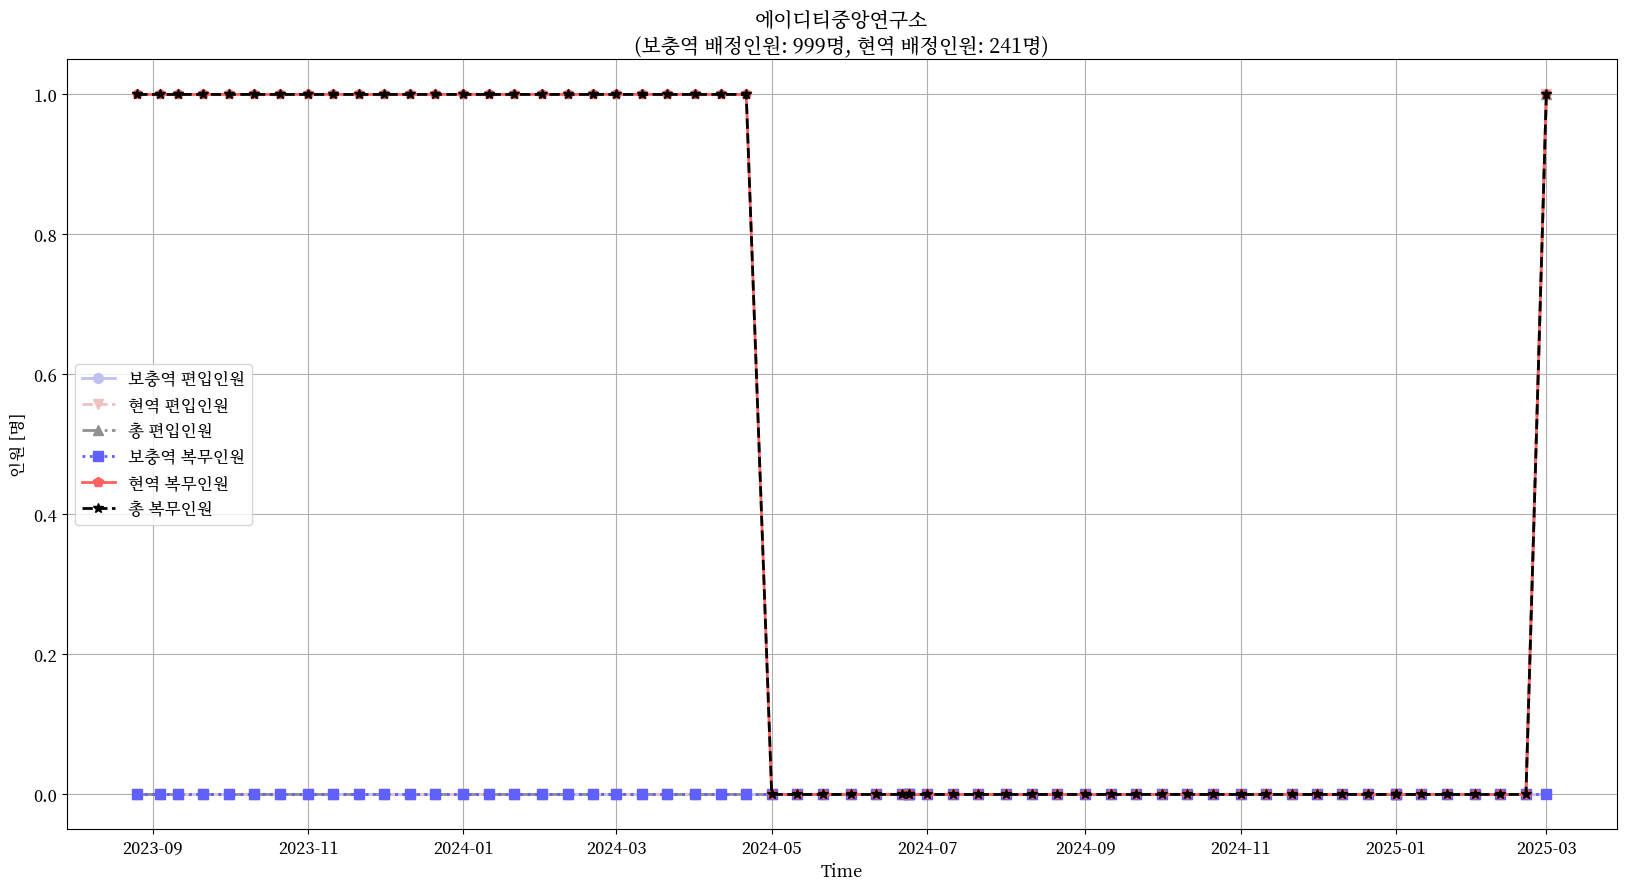 에이디티중앙연구소
(보충역 배정인원: 999명, 현역 배정인원: 241명)
1.0
0.8
0.6
0.4
0.2
0.0
인원 [명]
보충역 편입인원
현역 편입인원
총 편입인원
보충역 복무인원
현역 복무인원
총 복무인원
2023-09
2023-11
2024-01
2024-03
2024-05
2024-07
2024-09
2024-11
2025-01
2025-03
Time